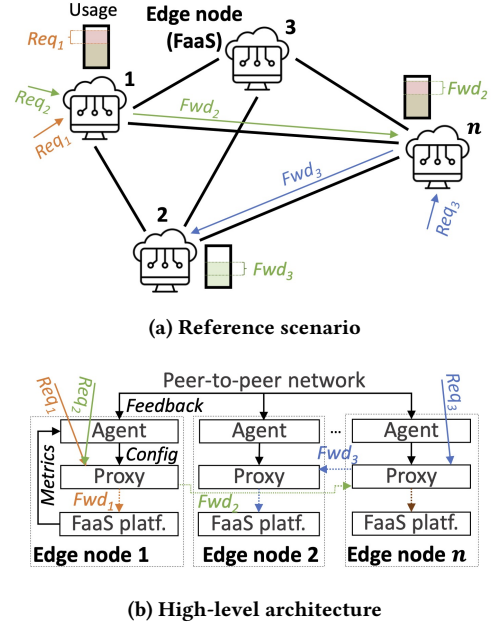 Usage
Edge node
(FaaS)
3
Req1
1
Req2
Req1
Fwd2
Fwd2
n
Fwd3
Req3
2
Fwd3
(a) Reference scenario
Req1
Req2
Peer-to-peer network
Req3
Feedback
Agent
Agent
...
Agent
Metrics
Config
Fwd3
Proxy
Proxy
Proxy
Fwd1
Fwd2
FaaS platf.
FaaS platf.
FaaS platf.
Edge node 1
Edge node 2
Edge node n
(b) High-level architecture